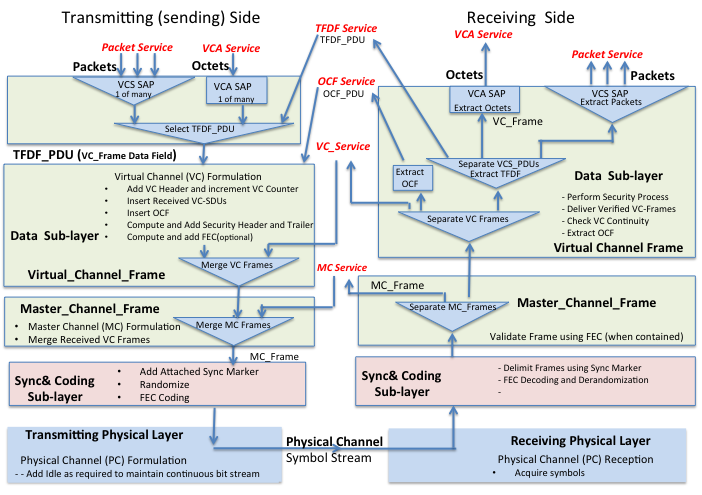 Transmitting (sending) Side
Packet Service
VCA Service
Packets
Octets
VCS SAP
1 of many
VCA SAP
1 of many
Select TFDF_PDU
TFDF_PDU (VC_Frame Data Field)
Virtual Channel (VC) Formulation
• Add VC Header and increment VC Counter
• Insert Received VC-SDUs
• Insert OCF
• Compute and Add Security Header and Trailer
• Compute and add FEC(optional)
Data Sub-layer
Merge VC Frames
Virtual_Channel_Frame
Master_Channel_Frame
• Master Channel (MC) Formulation
• Merge Received VC Frames
Merge MC Frames
MC_Frame
Sync& Coding
Sub-layer
• Add Attached Sync Marker
• Randomize
• FEC Coding
Transmitting Physical Layer
Physical Channel (PC) Formulation
- - Add Idle as required to maintain continuous bit stream
TFDF Service
TFDF_PDU
OCF Service
OCF_PDU
VC_Service
MC Service
Physical Channel
Symbol Stream
Receiving Side
VCA Service
Packet Service
Octets
Packets
VCA SAP
Extract Octets
VCS SAP
Extract Packets
VC_Frame
Separate VCS_PDUs
Extract TFDF
Extract
OCF
Separate VC Frames
Data Sub-layer
- Perform Security Process
- Deliver Verified VC-Frames
- Check VC Continuity
- Extract OCF
Virtual Channel Frame
MC_Frame
Separate MC_Frames
Master_Channel_Frame
Validate Frame using FEC (when contained)
Sync& Coding
Sub-layer
- Delimit Frames using Sync Marker
- FEC Decoding and Derandomization
-
Receiving Physical Layer
Physical Channel (PC) Reception
• Acquire symbols